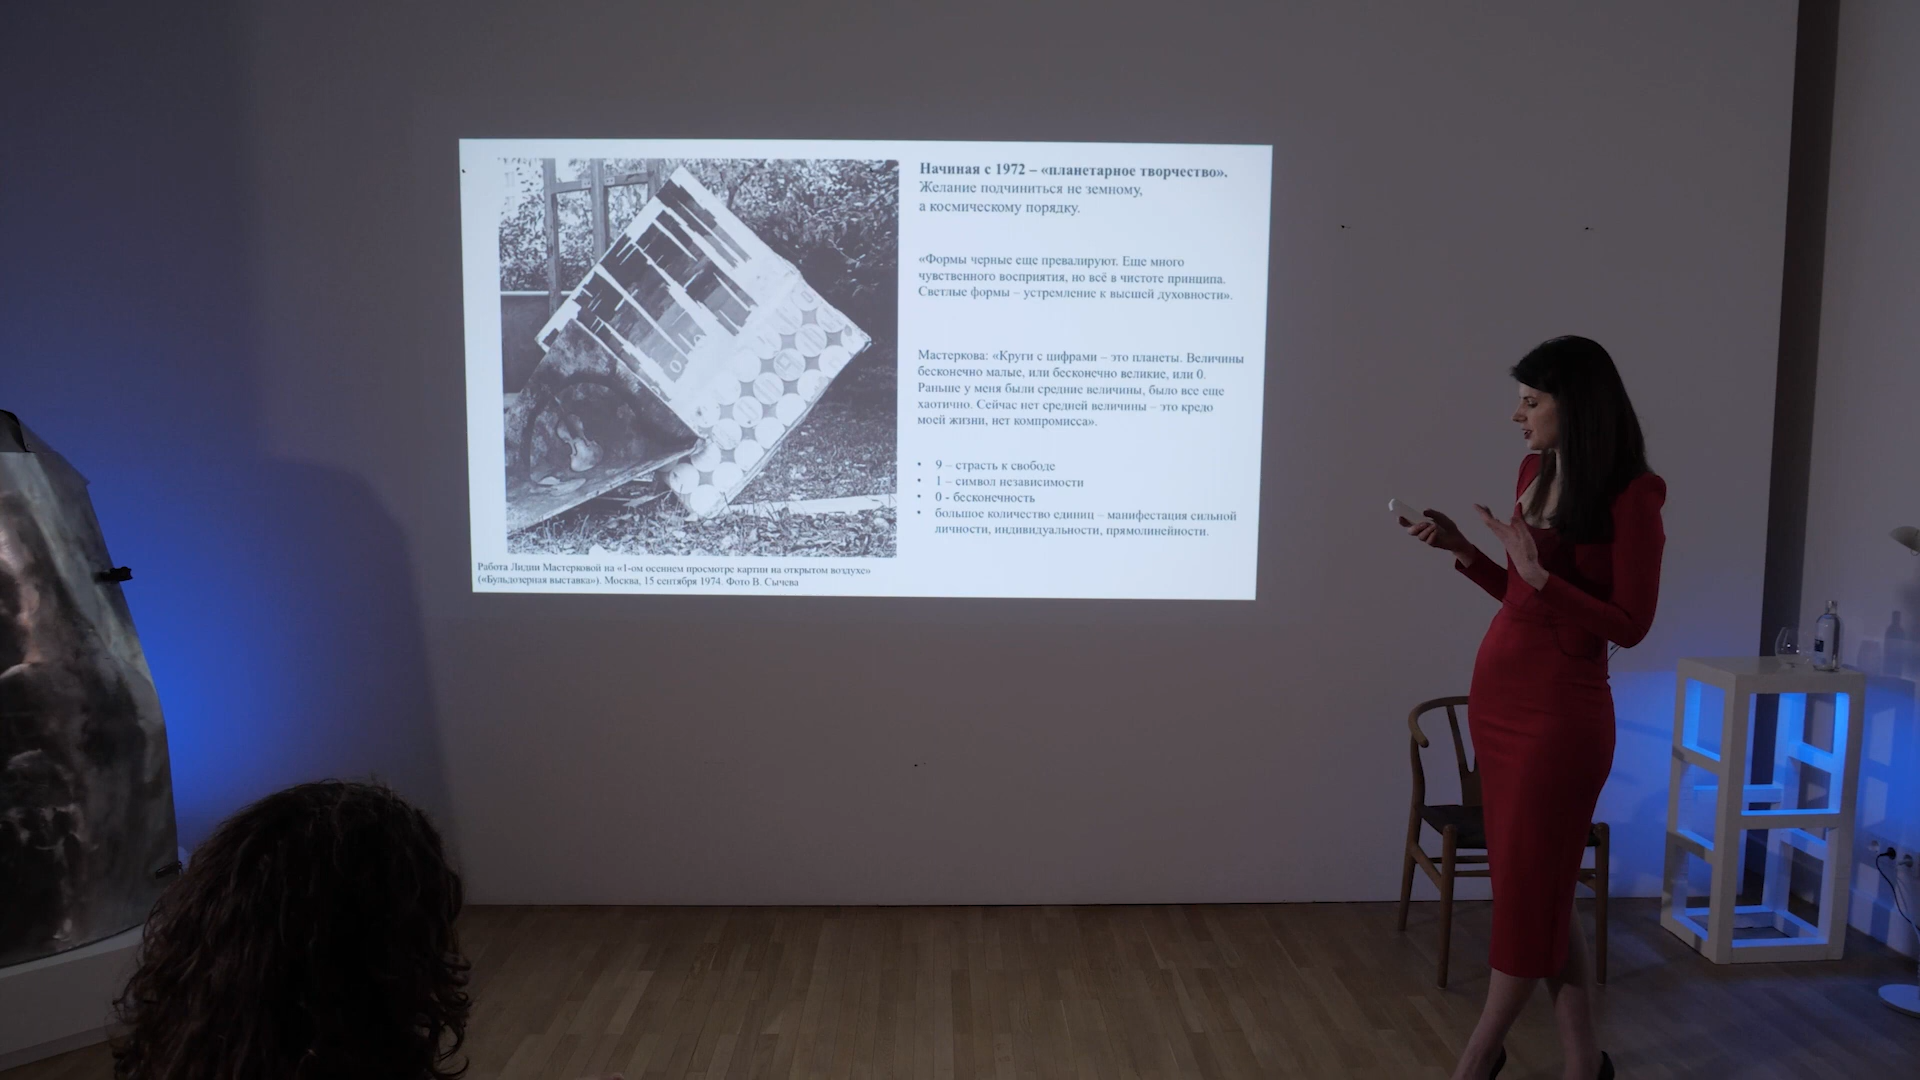 Начиная с 1972 – «планетарное творчество».
Желание подчиниться не земному,
а космическому порядку.
«Формы черные еще превалируют. Еще много
чувственного восприятия, но всё в чистоте принципа.
Светлые формы – устремление к высшей духовности».
Мастеркова: «Круги с цифрами – это планеты. Величины
бесконечно малые, или бесконечно великие, или 0.
Раньше у меня были средние величины, было все еще
хаотично. Сейчас нет средней величины – это кредо
моей жизни, нет компромисса».
• 9 – страсть к свободе
• 1 – символ независимости
• 0 - бесконечность
• большое количество единиц – манифестация сильной
личности, индивидуальности, прямолинейности.
Работа Лидии Мастерковой на «1-ом осеннем просмотре картин на открытом воздухе»
(«Бульдозерная выставка»). Москва, 15 сентября 1974. Фото В. Сычева